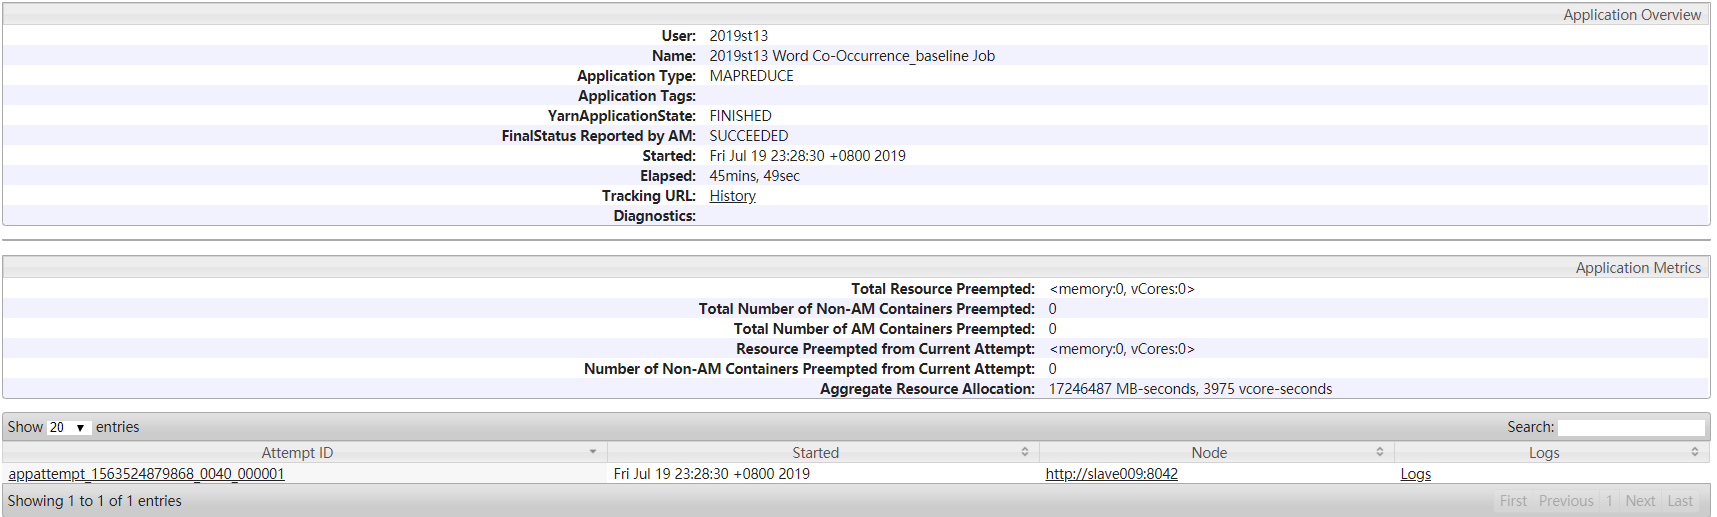 Application Overview
User: 2019st13
Name: 2019st13 Word Co-Occurrence_baseline Job
Application Type: MAPREDUCE
Application Tags:
YarnApplicationState: FINISHED
FinalStatus Reported by AM: SUCCEEDED
Started: Fri Jul 19 23:28:30 +0800 2019
Elapsed: 45mins, 49sec
Tracking URL: History
Diagnostics:
Application Metrics
Total Resource Preempted: <memory:0, vCores:0>
Total Number of Non-AM Containers Preempted: 0
Total Number of AM Containers Preempted: 0
Resource Preempted from Current Attempt: <memory:0, vCores:0>
Number of Non-AM Containers Preempted from Current Attempt: 0
Aggregate Resource Allocation: 17246487 MB-seconds, 3975 vcore-seconds
Show 20 entries Search:
Attempt ID Started Node Logs
appattempt_1563524879868_0040_000001 Fri Jul 19 23:28:30 +0800 2019 http://slave009:8042 Logs
Showing 1 to 1 of 1 entries First Previous 1 Next Last